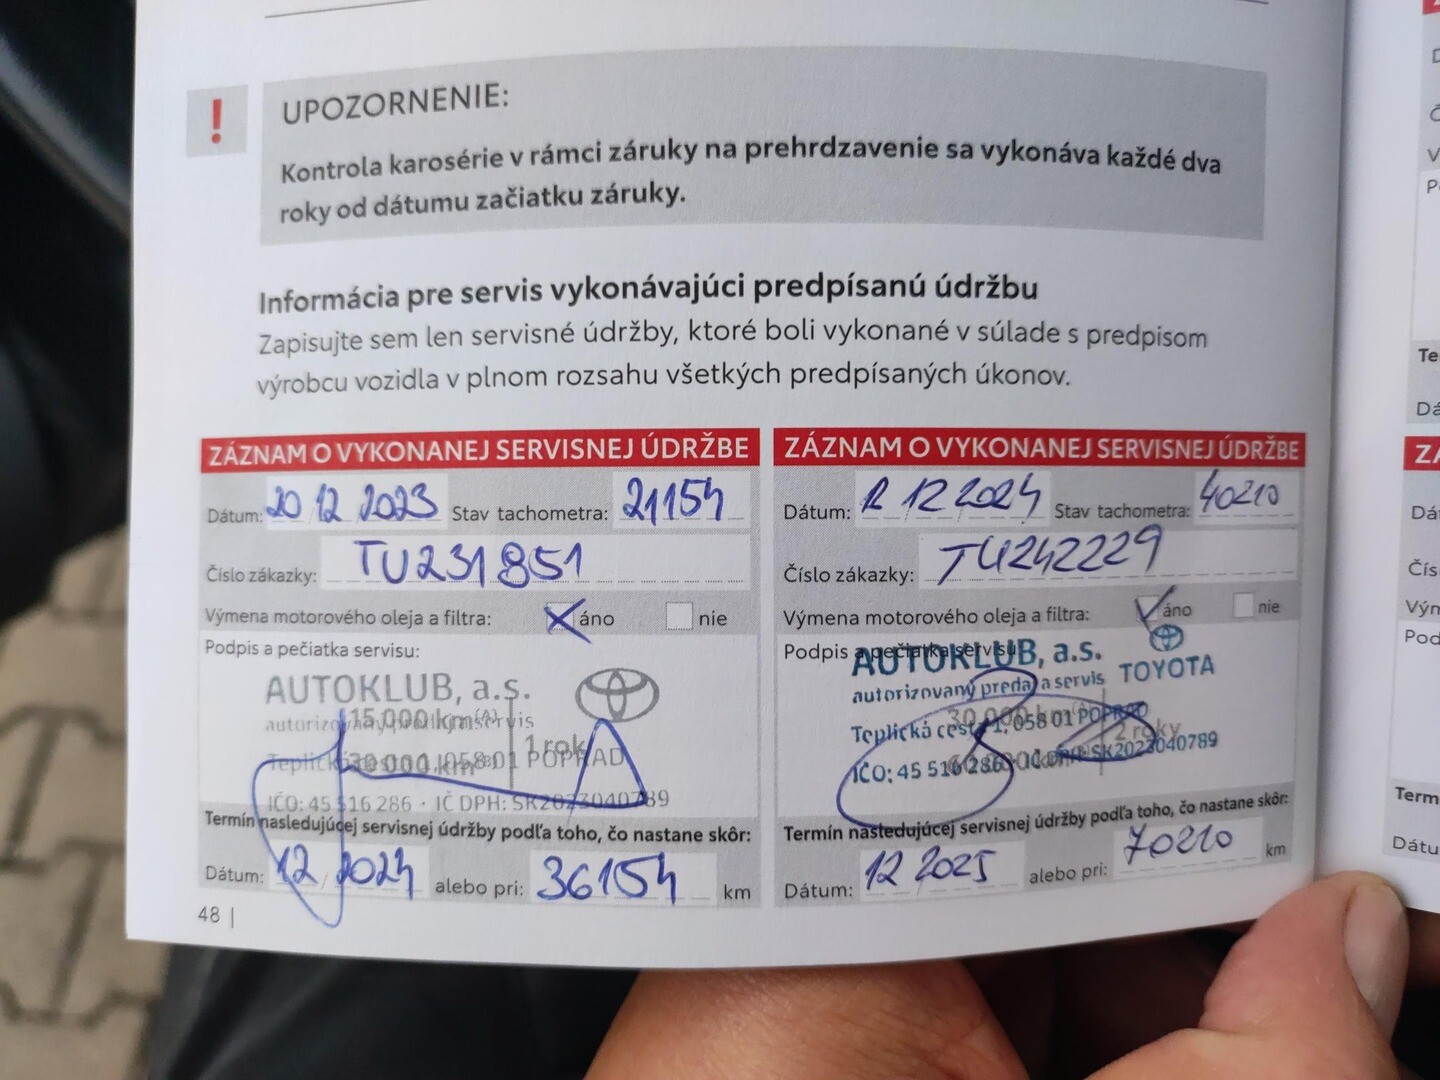 !
UPOZORNENIE:
Kontrola karosérie v rámci záruky na prehrdzavenie sa vykonáva každé dva
roky od dátumu začiatku záruky.
Informácia pre servis vykonávajúci predpísanú údržbu
Zapisujte sem len servisné údržby, ktoré boli vykonané v súlade s predpisom
výrobcu vozidla v plnom rozsahu všetkých predpísaných úkonov.
ZÁZNAM O VYKONANEJ SERVISNEJ ÚDRŽBE
Dátum: 20 12 2023 Stav tachometra: 21154
Číslo zákazky: TU231851
Výmena motorového oleja a filtra: áno nie
Podpis a pečiatka servisu:
AUTOKLUB, a.s.
15 000 km (A)
30 000 km (B) 1 rok
058 01 POPRAD
IČO: 45 516 286 · IČ DPH: SK2023040789
Termín nasledujúcej servisnej údržby podľa toho, čo nastane skôr:
Dátum: 12 2024 alebo pri: 36154 km
ZÁZNAM O VYKONANEJ SERVISNEJ ÚDRŽBE
Dátum: 12 2024 Stav tachometra: 40210
Číslo zákazky: TU242229
Výmena motorového oleja a filtra: áno nie
Podpis a pečiatka servisu:
AUTOKLUB, a.s. TOYOTA
autorizovaný predaj a servis
Teplická cesta 058 01 POPRAD
30 000 km 2 roky
IČO: 45 516 286 IČ DPH: SK2023040789
Termín nasledujúcej servisnej údržby podľa toho, čo nastane skôr:
Dátum: 12 2025 alebo pri: 70210 km
48 |